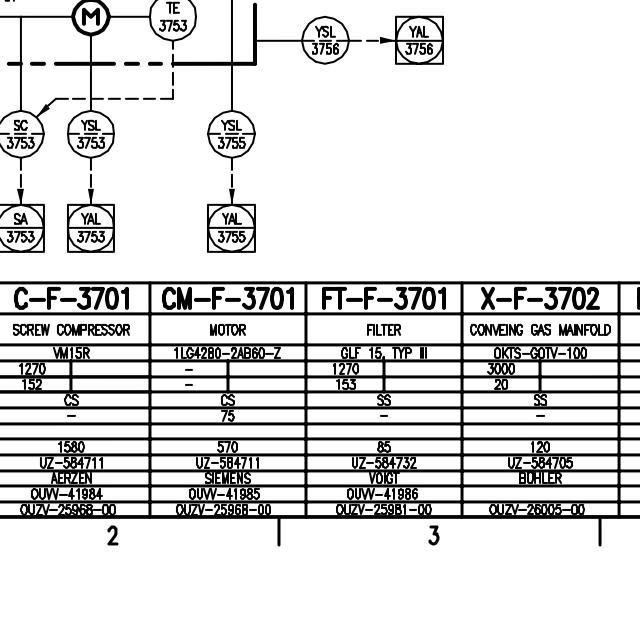 M
TE
3753
YSL
3756
YAL
3756
SC
3753
YSL
3753
YSL
3755
SA
3753
YAL
3753
YAL
3755
C-F-3701 CM-F-3701 FT-F-3701 X-F-3702
SCREW COMPRESSOR MOTOR FILTER CONVEING GAS MAINFOLD
VM15R 1LG4280-2AB60-Z GLF 15, TYP III OKTS-GOTV-100
1270 - 1270 3000
152 - 153 20
CS CS SS SS
- 75 - -
1580 570 85 120
UZ-584711 UZ-584711 UZ-584732 UZ-584705
AERZEN SIEMENS VOIGT BÜHLER
OUVV-41984 OUVV-41985 OUVV-41986
OUZV-25968-00 OUZV-25968-00 OUZV-25981-00 OUZV-26005-00
2 3